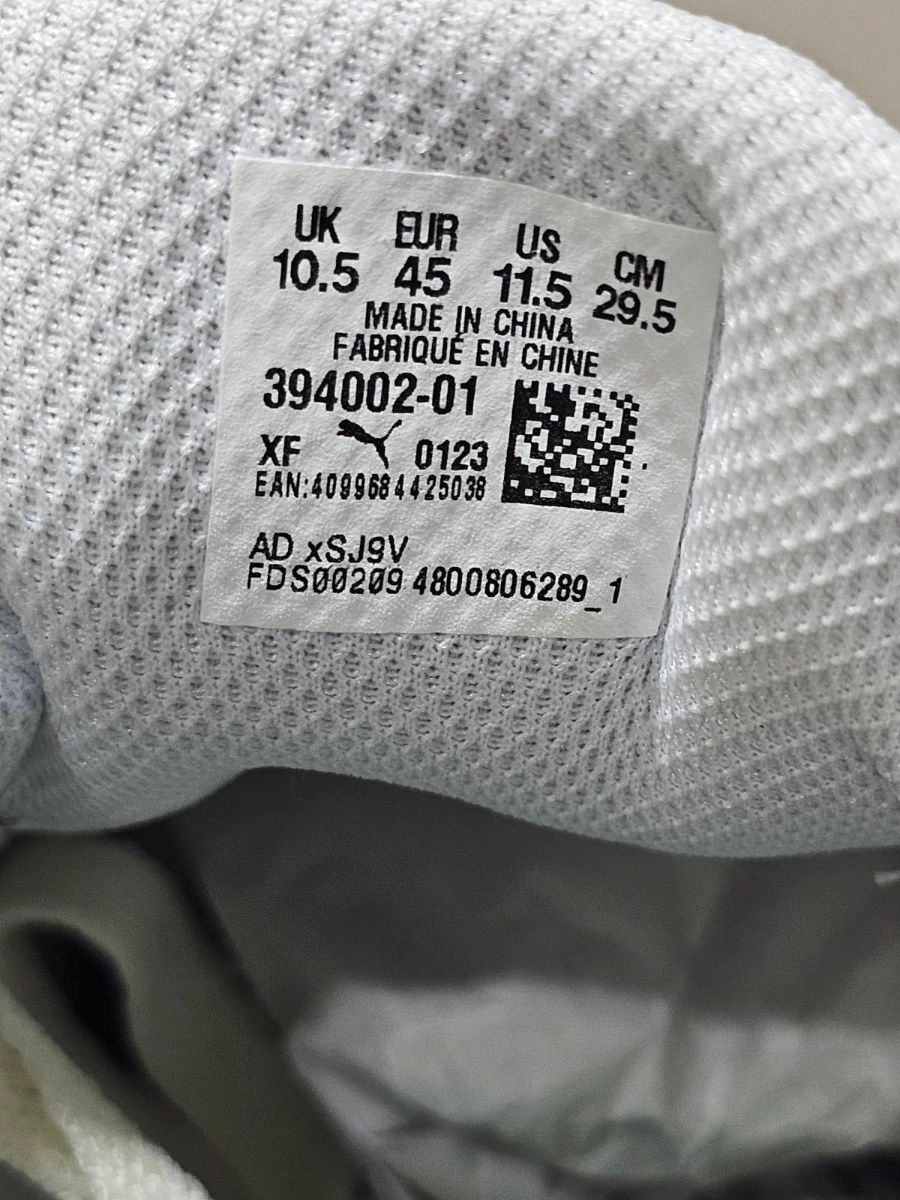 UK EUR US CM
10.5 45 11.5 29.5
MADE IN CHINA
FABRIQUÉ EN CHINE
394002-01
XF 0123
EAN:4099684425038
AD xSJ9V
FDS00209 4800806289_1